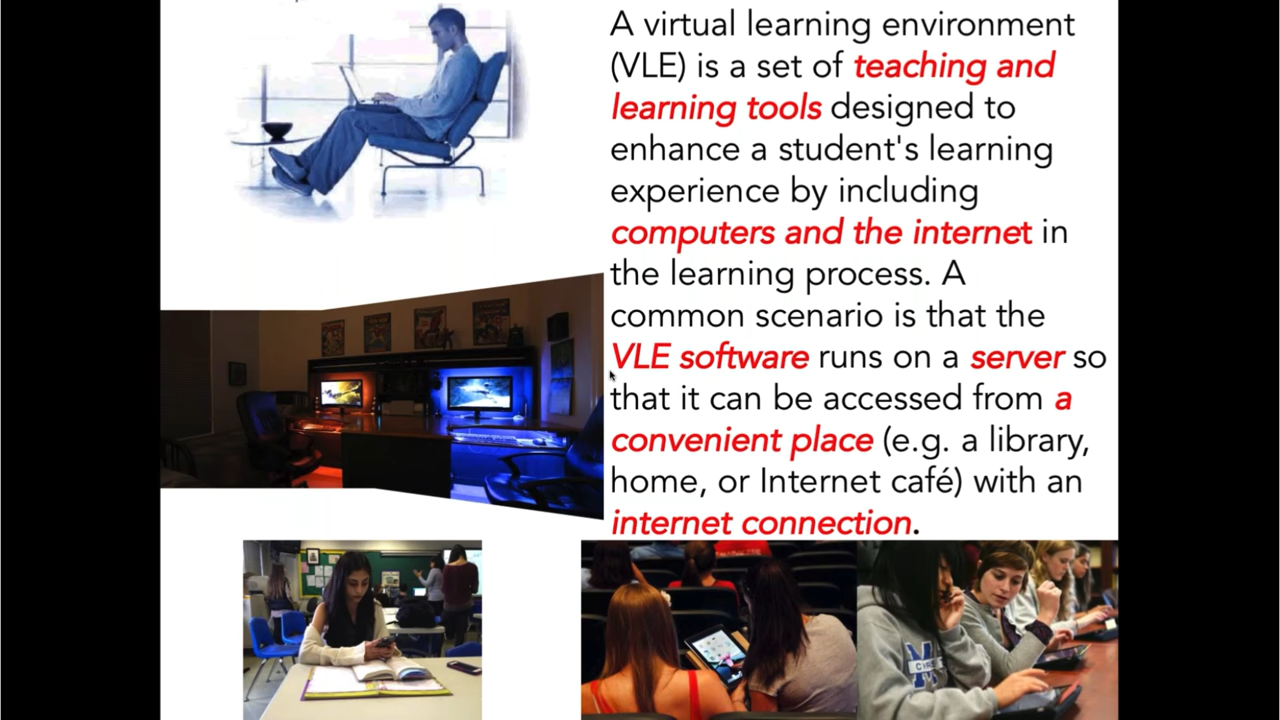 A virtual learning environment
(VLE) is a set of teaching and
learning tools designed to
enhance a student's learning
experience by including
computers and the internet in
the learning process. A
common scenario is that the
VLE software runs on a server so
that it can be accessed from a
convenient place (e.g. a library,
home, or Internet café) with an
internet connection.